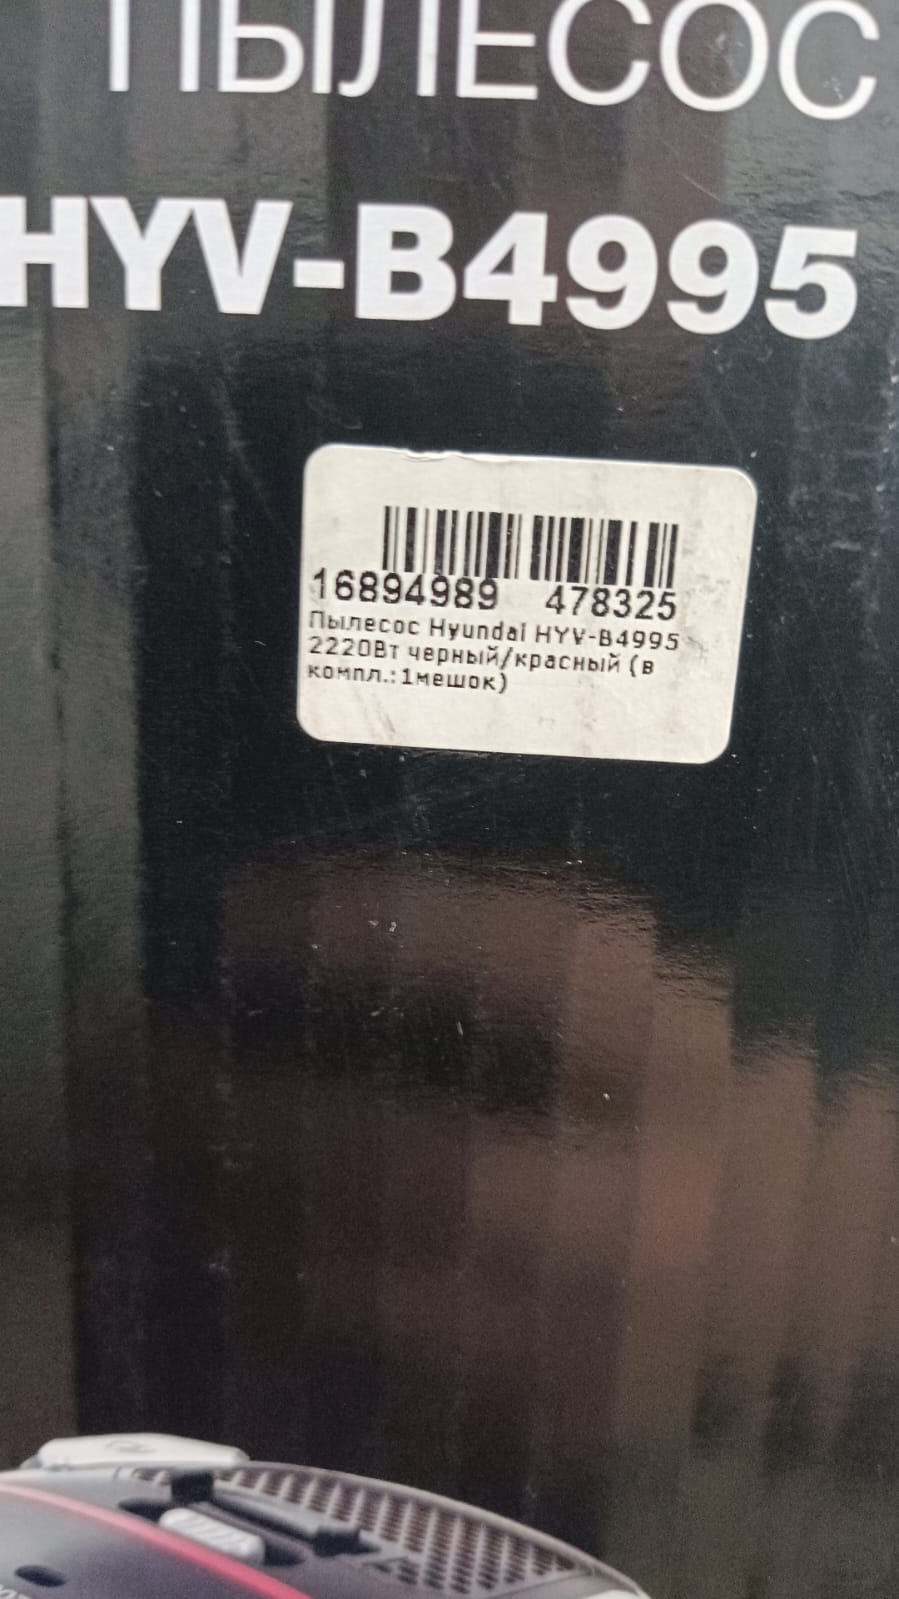 ПЫЛЕСОС
HYV-B4995
16894989 478325
Пылесос Hyundai HYV-B4995
2220Вт черный/красный (в
компл.:1мешок)